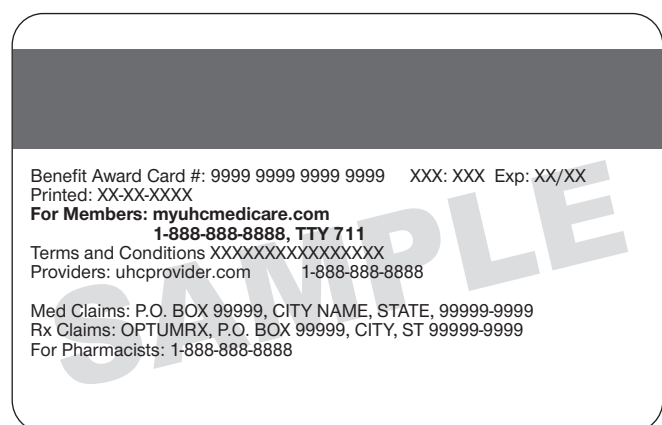 Benefit Award Card #: 9999 9999 9999 9999 XXX: XXX Exp: XX/XX
Printed: XX-XX-XXXX
For Members: myuhcmedicare.com
1-888-888-8888, TTY 711
Terms and Conditions XXXXXXXXXXXXXXXX
Providers: uhcprovider.com 1-888-888-8888
Med Claims: P.O. BOX 99999, CITY NAME, STATE, 99999-9999
Rx Claims: OPTUMRX, P.O. BOX 99999, CITY, ST 99999-9999
For Pharmacists: 1-888-888-8888
SAMPLE